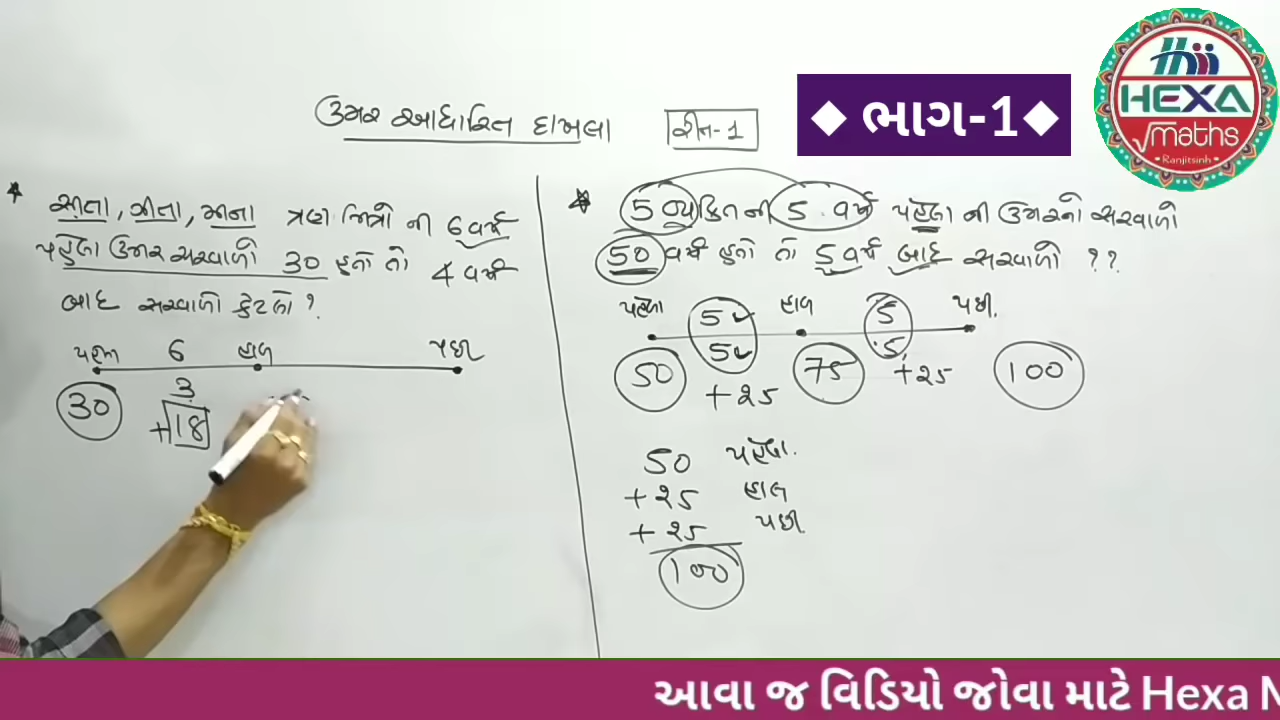 ઉંમર આધારિત દાખલા રીત-1
◆ ભાગ-1◆
HEXA
√maths
Ranjitsinh
* સીતા, ગીતા, મીના ત્રણ મિત્રો ની 6 વર્ષ
પહેલા ઉંમર સરવાળો 30 હતો તો 4 વર્ષ
બાદ સરવાળો કેટલો ?
પહેલા 6 હાલ પછી
30
3
+18
* 5 વ્યક્તિની 5 વર્ષ પહેલા ની ઉંમરનો સરવાળો
50 વર્ષ હતો તો 5 વર્ષ બાદ સરવાળો ??
પહેલા 5 હાલ 5 પછી
5 5
50 +25 75 +25 100
50 પહેલા
+25 હાલ
+25 પછી
100
આવા જ વિડિયો જોવા માટે Hexa